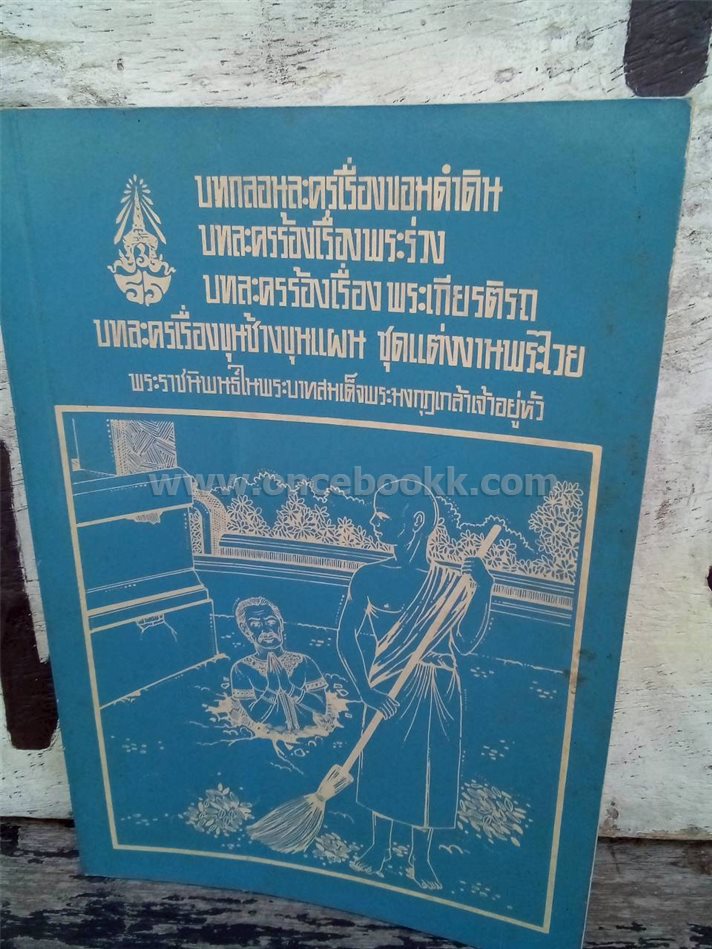 บทกลอนละครเรื่องขอมดำดิน
บทละครร้องเรื่องพระร่วง
บทละครร้องเรื่อง พระเกียรติรถ
บทละครเรื่องขุนช้างขุนแผน ชุดแต่งงานพระไวย
พระราชนิพนธ์ในพระบาทสมเด็จพระมงกุฎเกล้าเจ้าอยู่หัว
www.oncebookk.com